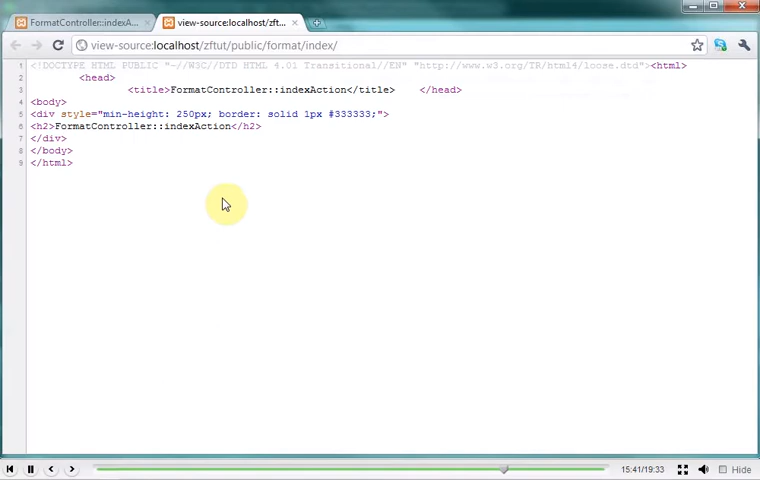 FormatController::indexA...
view-source:localhost/zft...
view-source:localhost/zftut/public/format/index/
1 <!DOCTYPE HTML PUBLIC "-//W3C//DTD HTML 4.01 Transitional//EN" "http://www.w3.org/TR/html4/loose.dtd"><html>
2 <head>
3 <title>FormatController::indexAction</title> </head>
4 <body>
5 <div style="min-height: 250px; border: solid 1px #333333;">
6 <h2>FormatController::indexAction</h2>
7 </div>
8 </body>
9 </html>
15:41/19:33
Hide